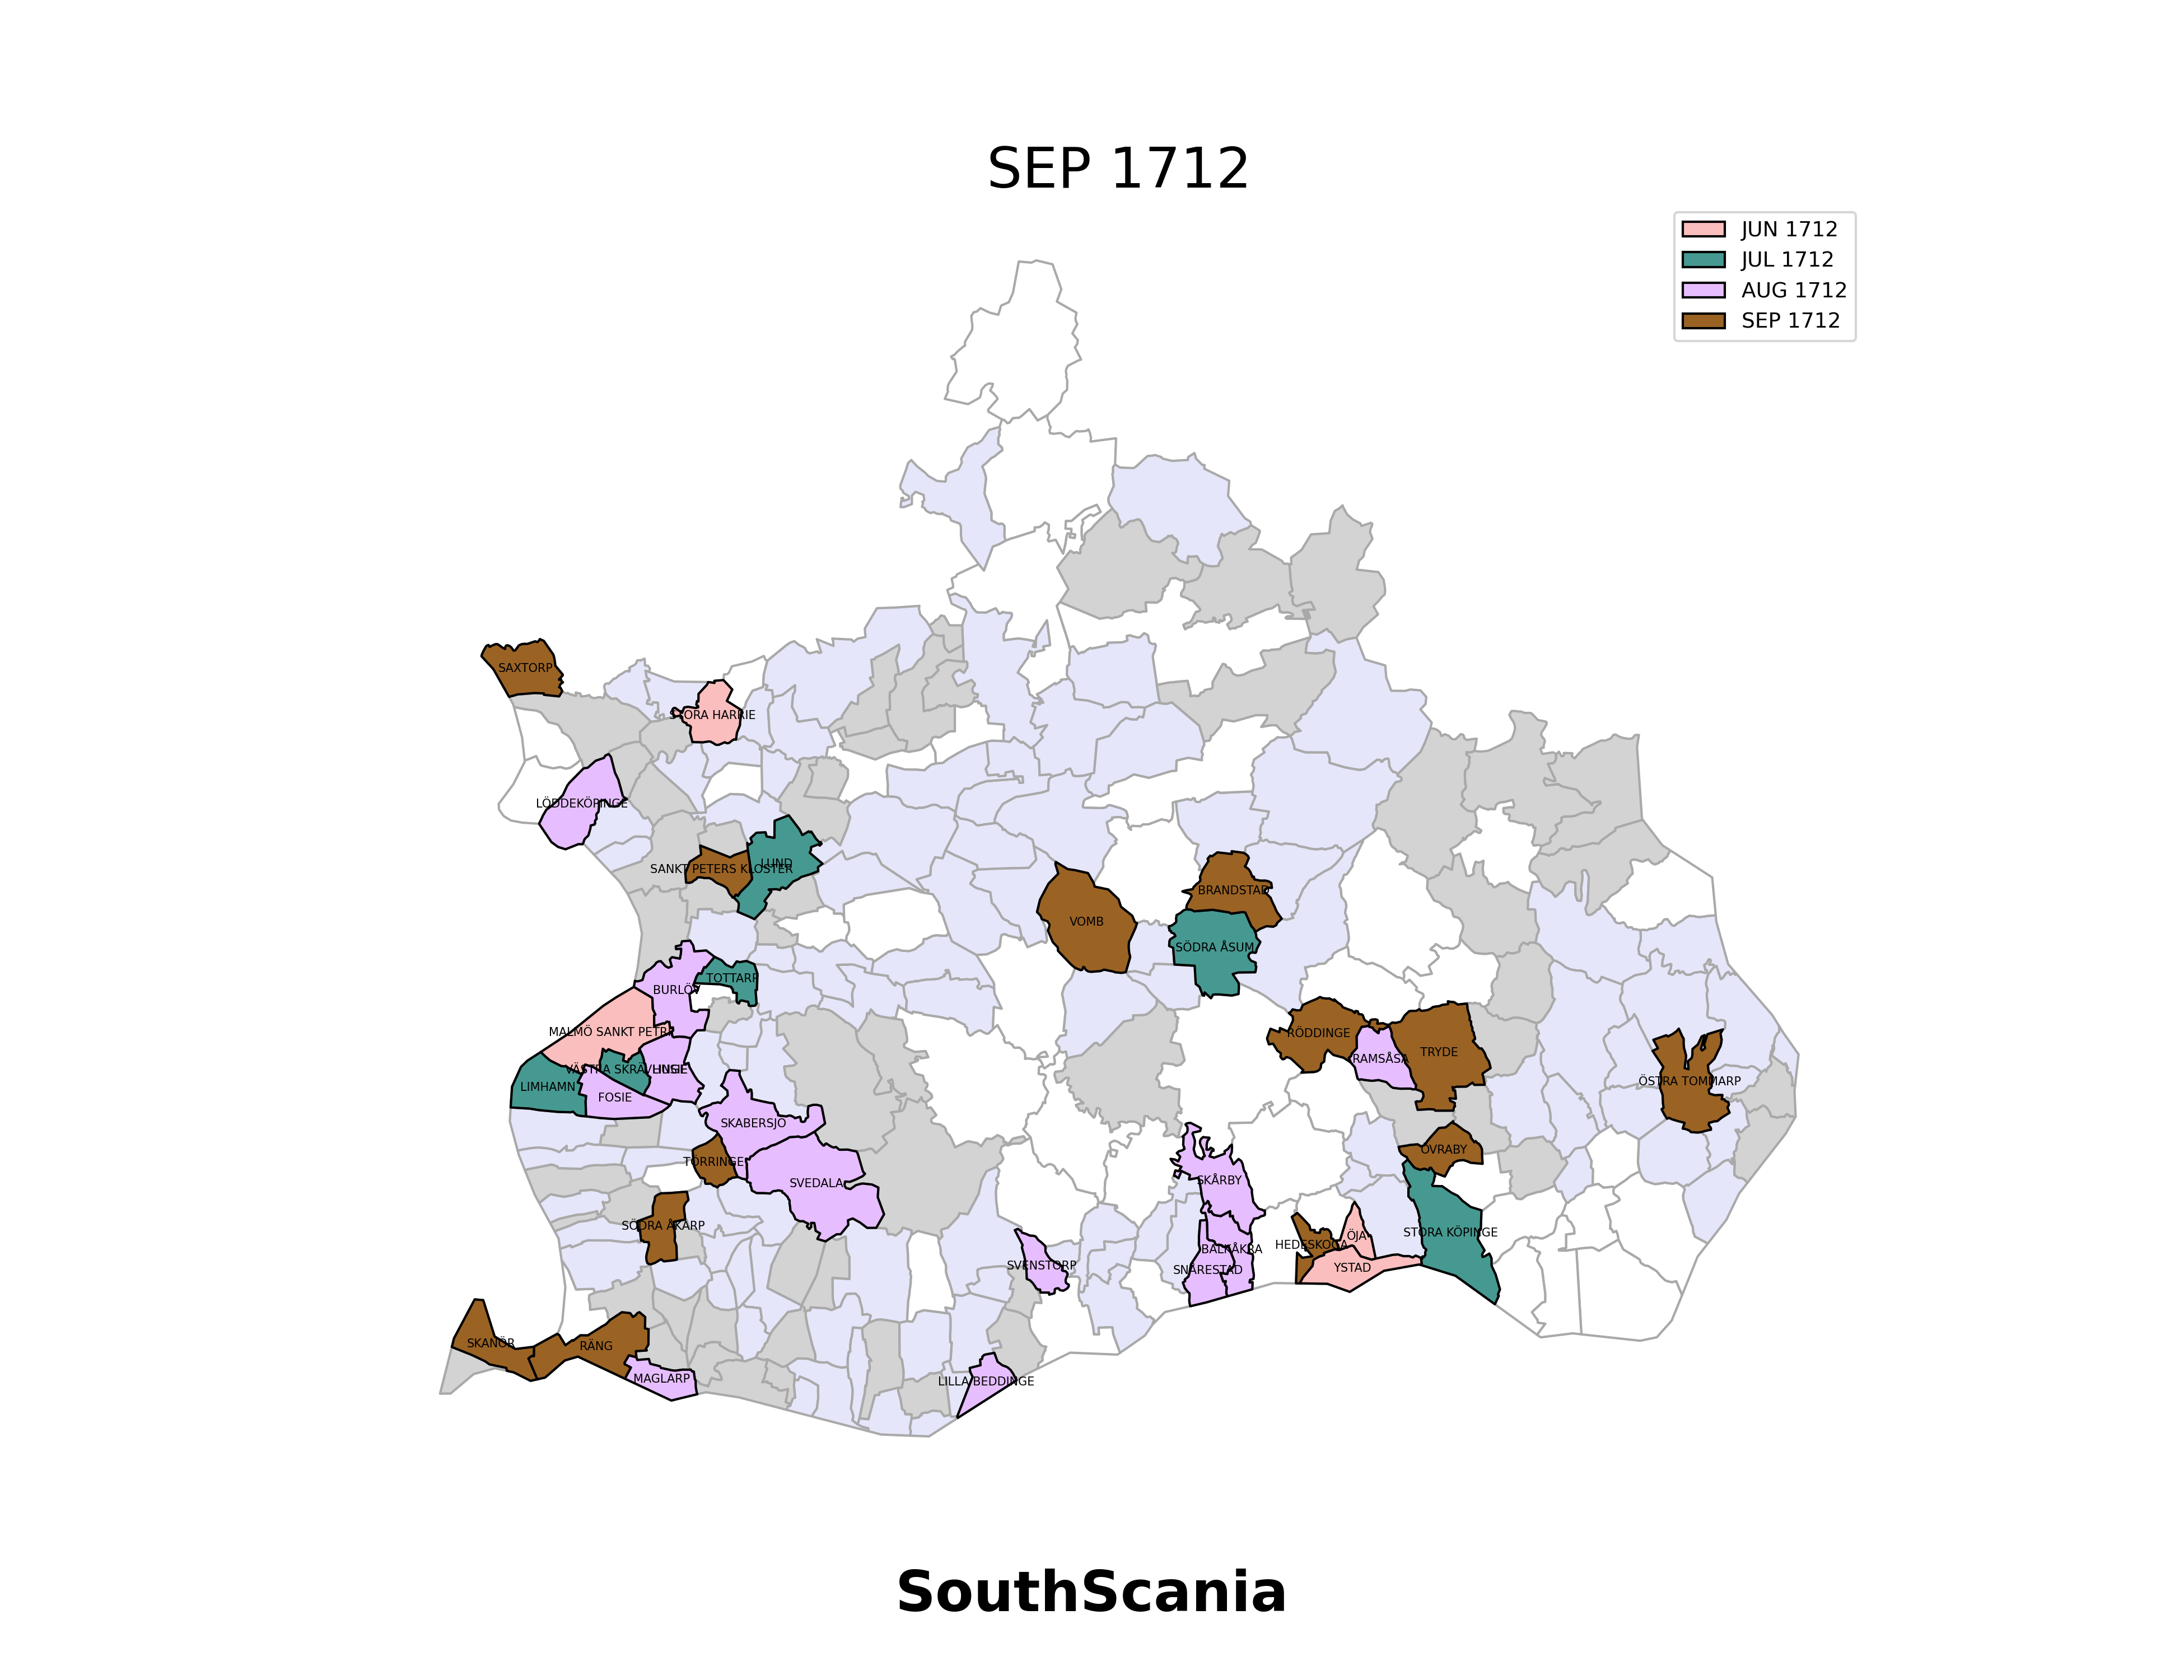 SEP 1712
JUN 1712
JUL 1712
AUG 1712
SEP 1712
SAXTORP
STORA HARRIE
LÖDDEKÖPINGE
LUND
SANKT PETERS KLOSTER
BRANDSTAD
VOMB
SÖDRA ÅSUM
TOTTARP
BURLÖV
MALMÖ SANKT PETRI
RÖDDINGE
TRYDE
RAMSÅSA
VÄSTRA SKRÄVLINGE
HUSIE
ÖSTRA TOMMARP
LIMHAMN
FOSIE
SKABERSJÖ
ÖVRABY
TÖRRINGE
SKÅRBY
SVEDALA
SÖDRA ÅKARP
STORA KÖPINGE
ÖJA
HEDESKOGA
BALKÅKRA
SVENSTORP
YSTAD
SNÅRESTAD
SKANÖR
RÄNG
MAGLARP
LILLA BEDDINGE
SouthScania